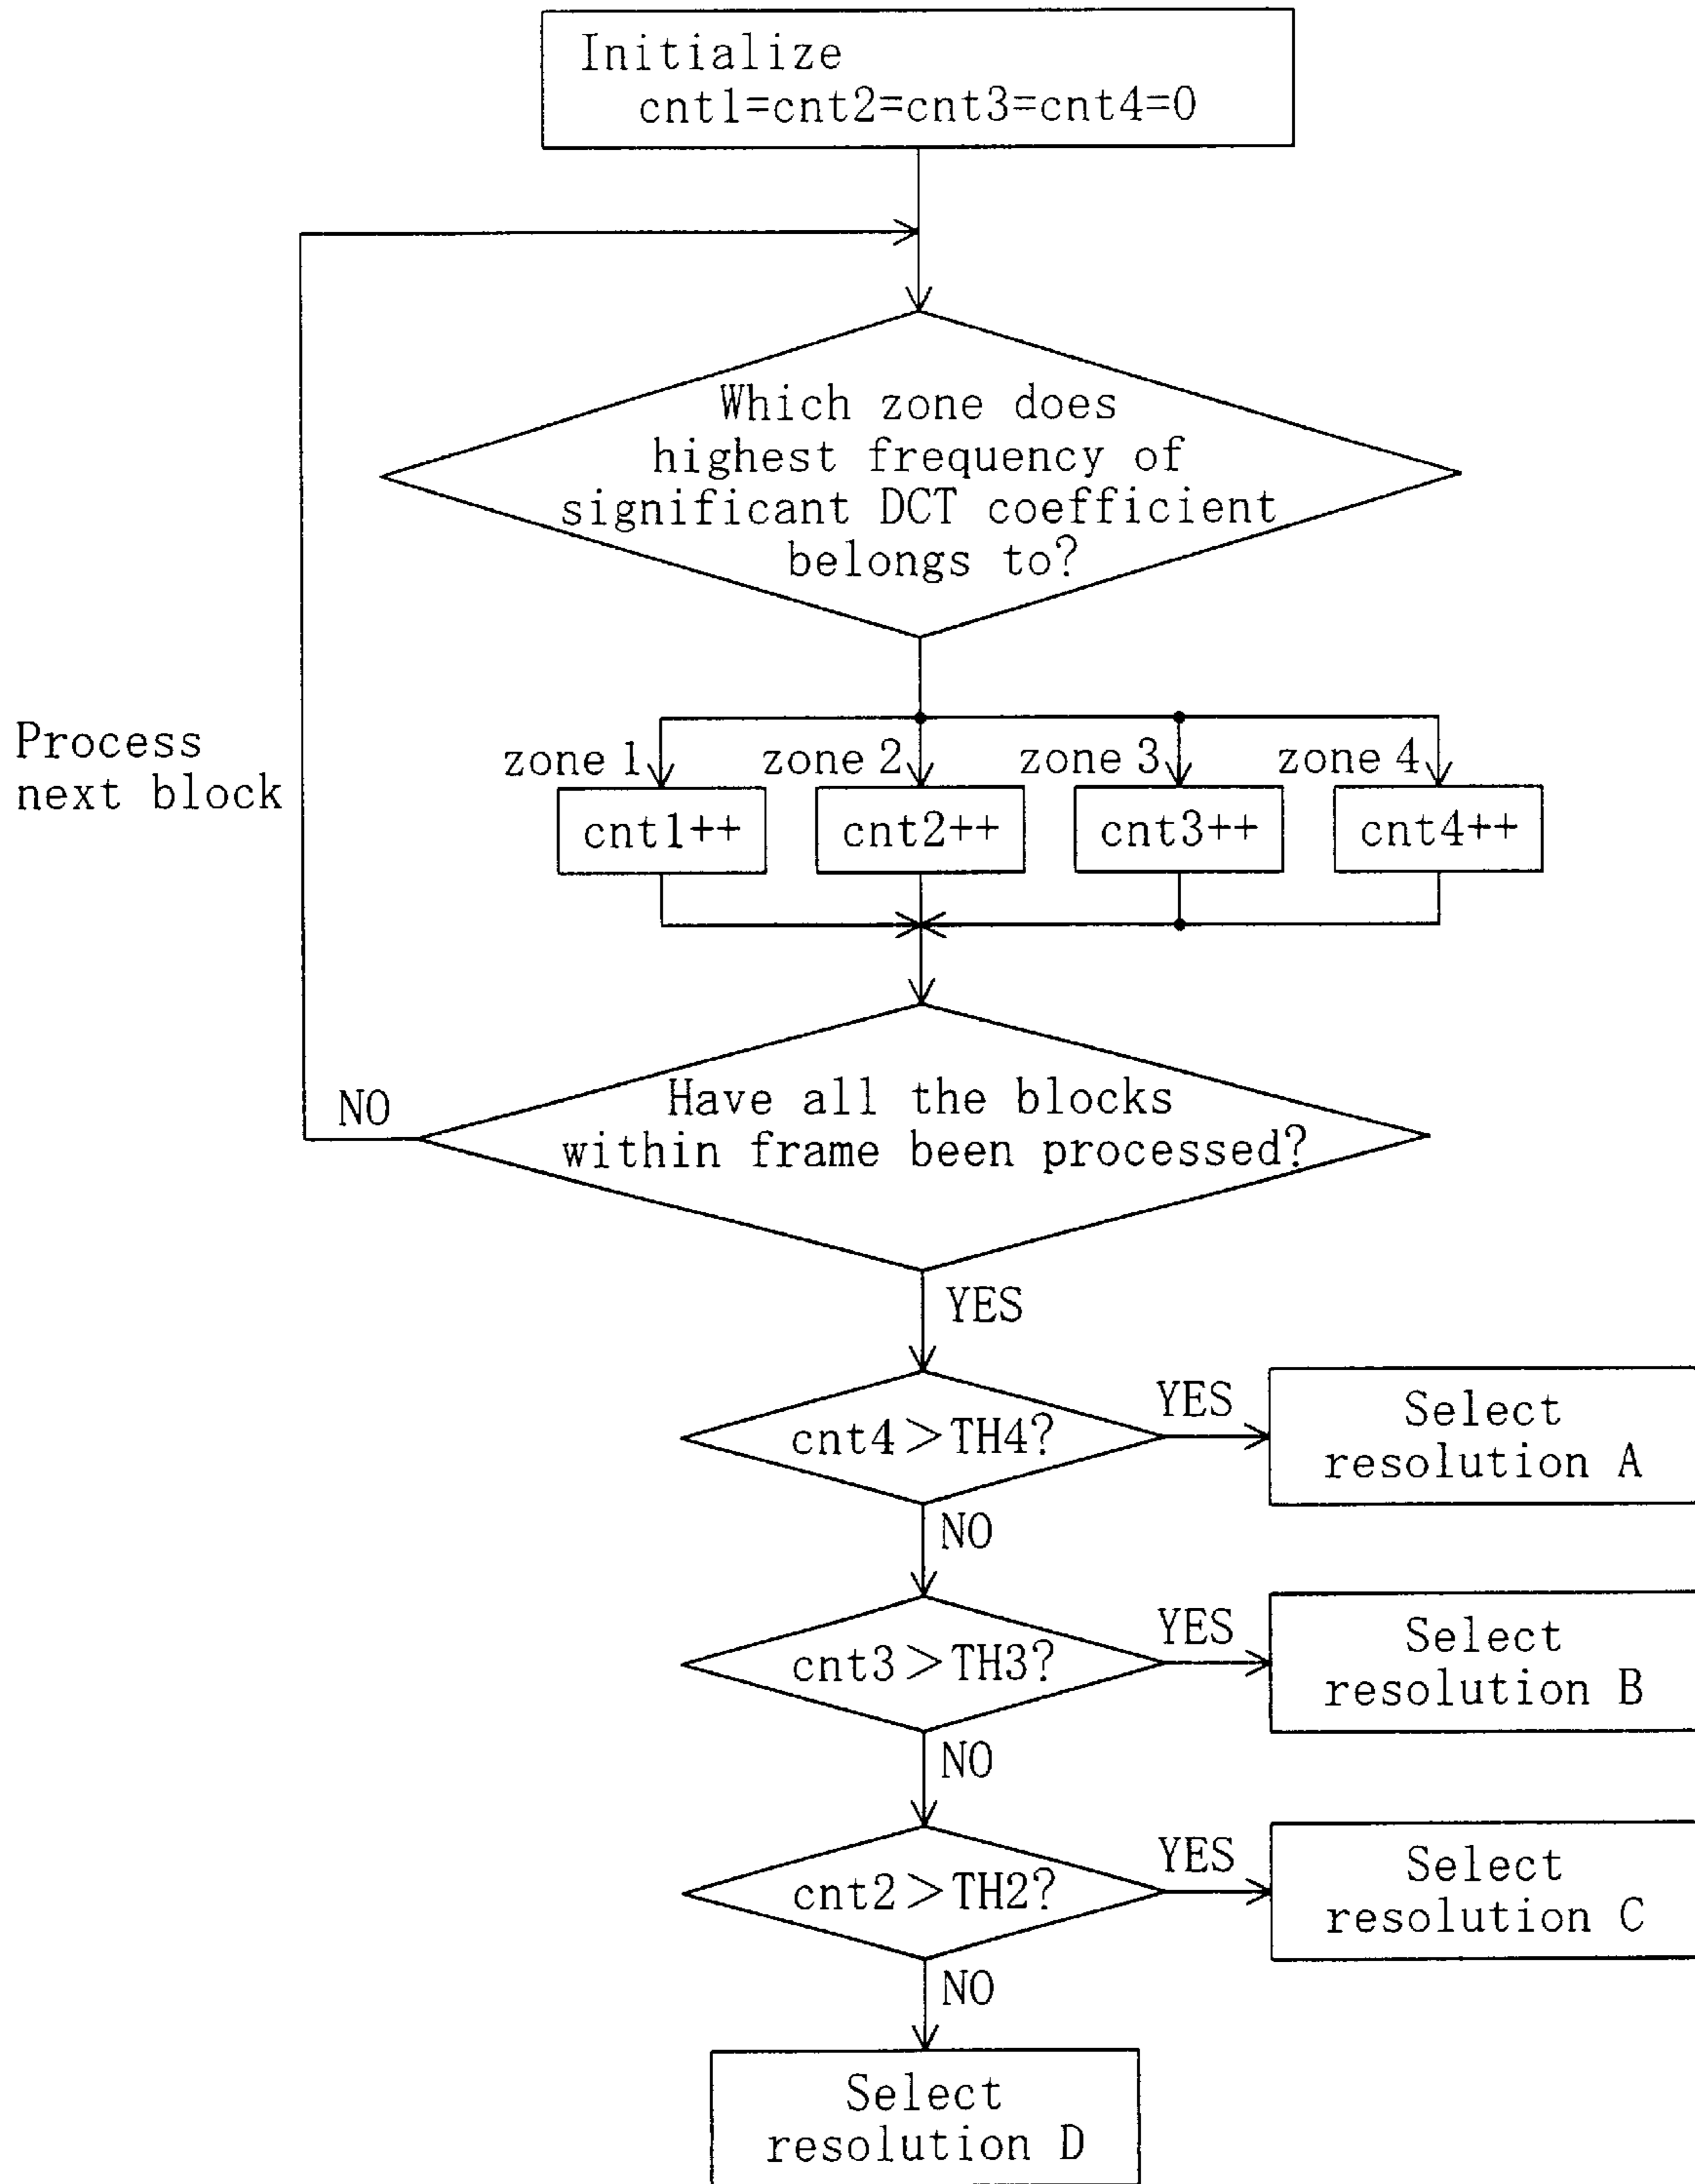 Initialize
cnt1=cnt2=cnt3=cnt4=0
Which zone does
highest frequency of
significant DCT coefficient
belongs to?
Process
next block
zone 1
zone 2
zone 3
zone 4
cnt1++
cnt2++
cnt3++
cnt4++
NO
Have all the blocks
within frame been processed?
YES
cnt4>TH4?
YES
Select
resolution A
NO
cnt3>TH3?
YES
Select
resolution B
NO
cnt2>TH2?
YES
Select
resolution C
NO
Select
resolution D